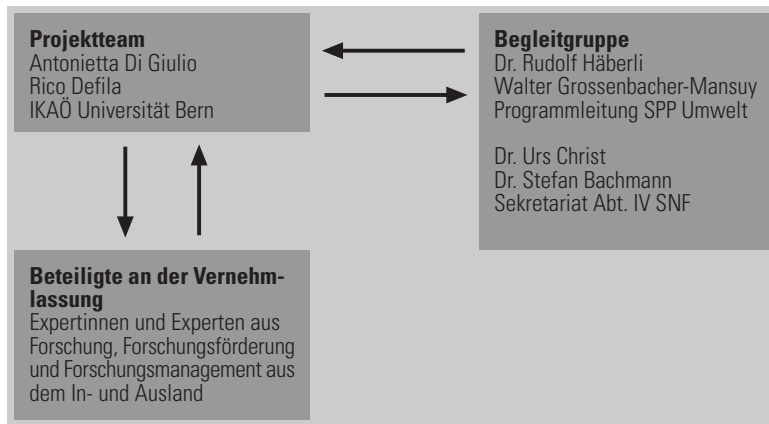 Projektteam
Antonietta Di Giulio
Rico Defila
IKAÖ Universität Bern
Begleitgruppe
Dr. Rudolf Häberli
Walter Grossenbacher-Mansuy
Programmleitung SPP Umwelt
Dr. Urs Christ
Dr. Stefan Bachmann
Sekretariat Abt. IV SNF
Beteiligte an der Vernehm-
lassung
Expertinnen und Experten aus
Forschung, Forschungsförderung
und Forschungsmanagement aus
dem In- und Ausland